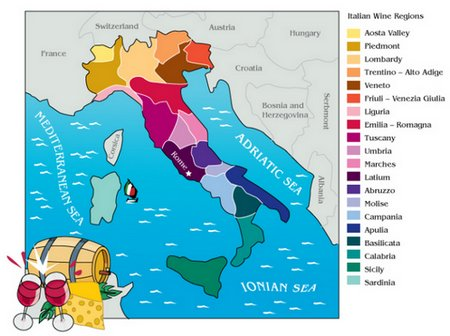 Italian Wine Regions
Switzerland
Austria
Hungary
France
Croatia
Bosnia and
Herzegovina
Serbmont
Albania
Corsica
Rome
MEDITERRANEAN SEA
ADRIATIC SEA
IONIAN SEA
Aosta Valley
Piedmont
Lombardy
Trentino – Alto Adige
Veneto
Friuli – Venezia Giulia
Liguria
Emilia – Romagna
Tuscany
Umbria
Marches
Latium
Abruzzo
Molise
Campania
Apulia
Basilicata
Calabria
Sicily
Sardinia